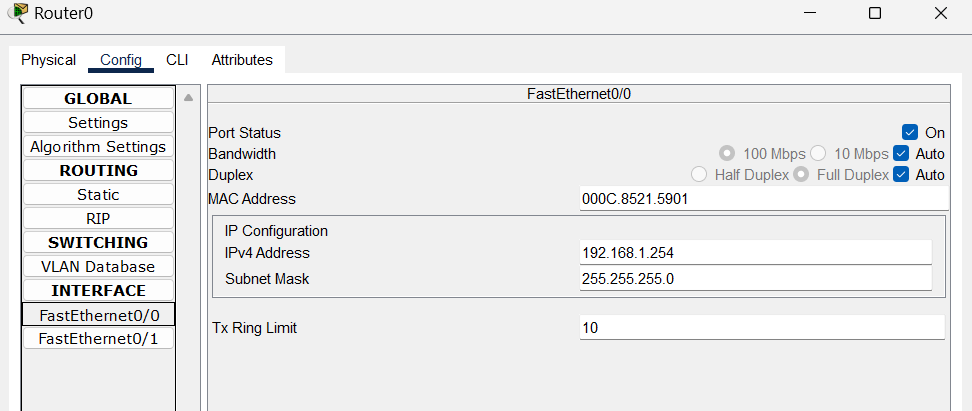 Router0
Physical Config CLI Attributes
GLOBAL
Settings
Algorithm Settings
ROUTING
Static
RIP
SWITCHING
VLAN Database
INTERFACE
FastEthernet0/0
FastEthernet0/1
FastEthernet0/0
Port Status On
Bandwidth 100 Mbps 10 Mbps Auto
Duplex Half Duplex Full Duplex Auto
MAC Address 000C.8521.5901
IP Configuration
IPv4 Address 192.168.1.254
Subnet Mask 255.255.255.0
Tx Ring Limit 10